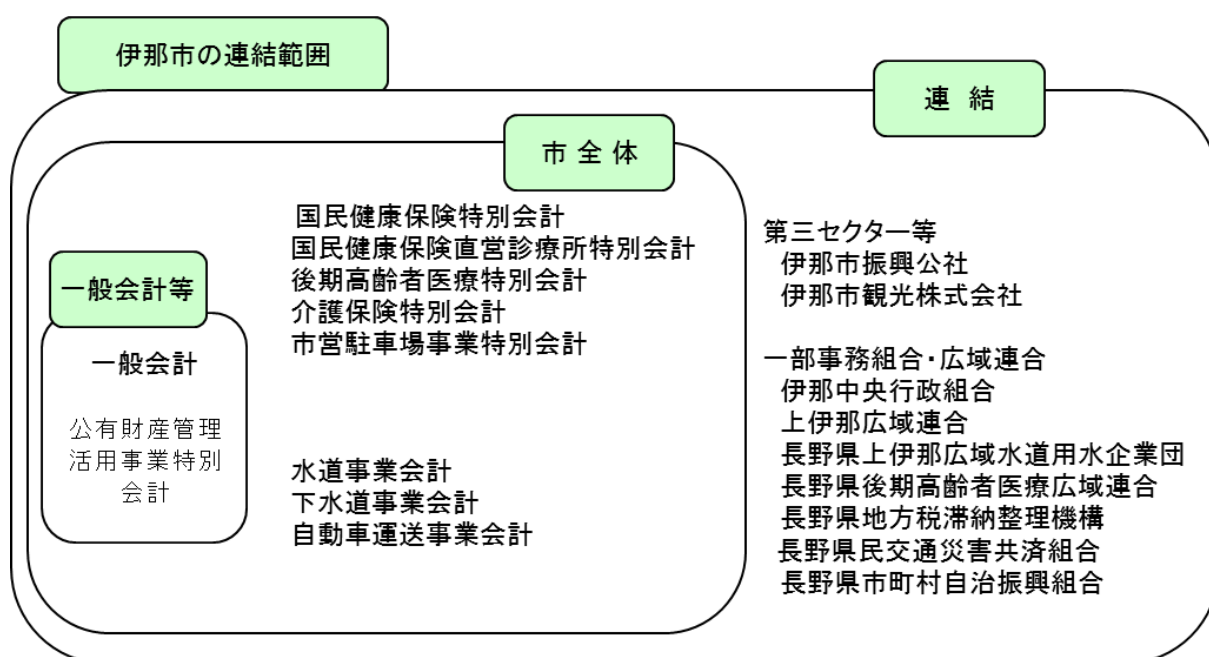 伊那市の連結範囲
連 結
市 全 体
一般会計等
一般会計
公有財産管理
活用事業特別
会計
国民健康保険特別会計
国民健康保険直営診療所特別会計
後期高齢者医療特別会計
介護保険特別会計
市営駐車場事業特別会計
水道事業会計
下水道事業会計
自動車運送事業会計
第三セクター等
伊那市振興公社
伊那市観光株式会社
一部事務組合・広域連合
伊那中央行政組合
上伊那広域連合
長野県上伊那広域水道用水企業団
長野県後期高齢者医療広域連合
長野県地方税滞納整理機構
長野県民交通災害共済組合
長野県市町村自治振興組合